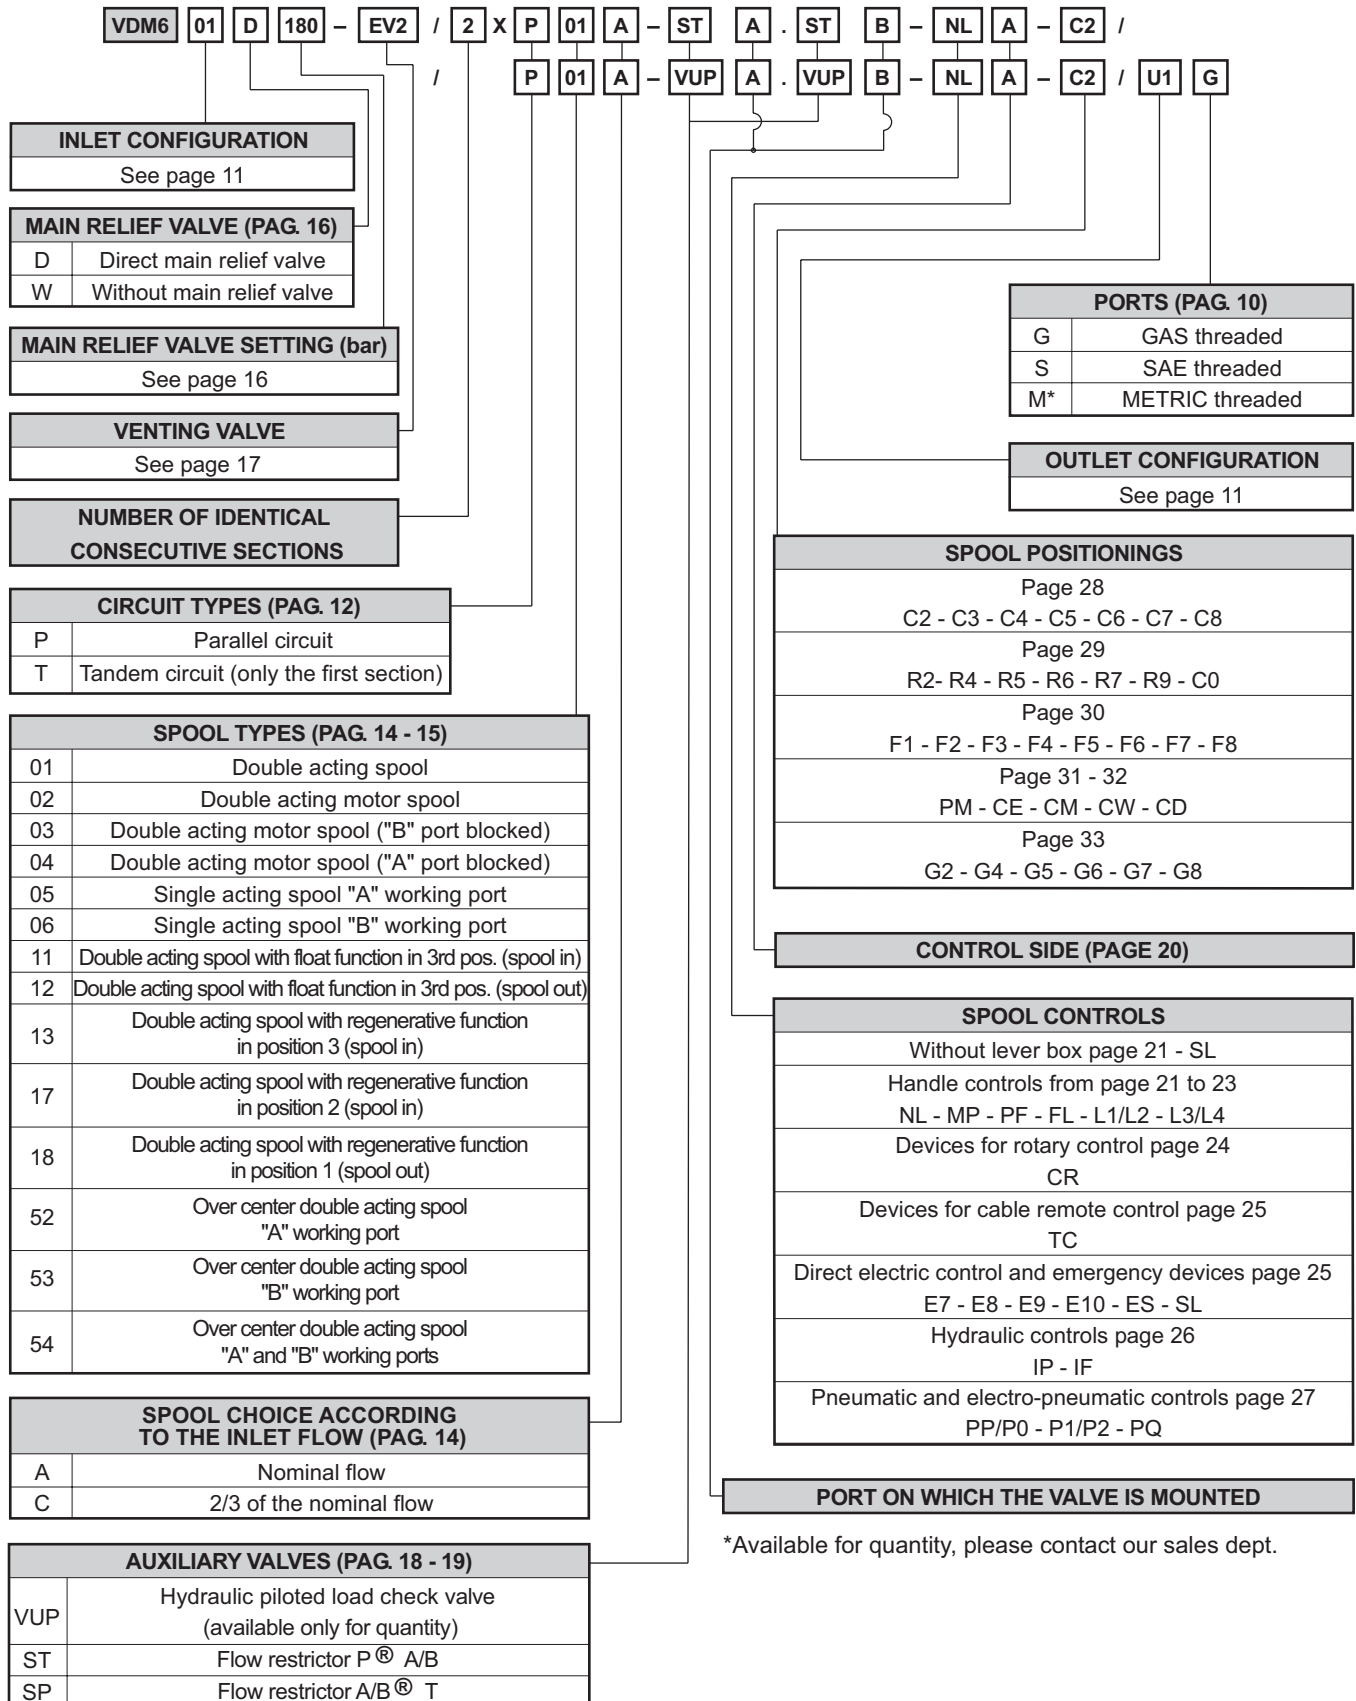 VDM6 01 D 180 – EV2 / 2 X P 01 A – ST A . ST B – NL A – C2 /
/ P 01 A – VUP A . VUP B – NL A – C2 / U1 G
INLET CONFIGURATION
See page 11
MAIN RELIEF VALVE (PAG. 16)
D Direct main relief valve
W Without main relief valve
MAIN RELIEF VALVE SETTING (bar)
See page 16
VENTING VALVE
See page 17
NUMBER OF IDENTICAL
CONSECUTIVE SECTIONS
CIRCUIT TYPES (PAG. 12)
P Parallel circuit
T Tandem circuit (only the first section)
SPOOL TYPES (PAG. 14 - 15)
01 Double acting spool
02 Double acting motor spool
03 Double acting motor spool ("B" port blocked)
04 Double acting motor spool ("A" port blocked)
05 Single acting spool "A" working port
06 Single acting spool "B" working port
11 Double acting spool with float function in 3rd pos. (spool in)
12 Double acting spool with float function in 3rd pos. (spool out)
13 Double acting spool with regenerative function
in position 3 (spool in)
17 Double acting spool with regenerative function
in position 2 (spool in)
18 Double acting spool with regenerative function
in position 1 (spool out)
52 Over center double acting spool
"A" working port
53 Over center double acting spool
"B" working port
54 Over center double acting spool
"A" and "B" working ports
SPOOL CHOICE ACCORDING
TO THE INLET FLOW (PAG. 14)
A Nominal flow
C 2/3 of the nominal flow
AUXILIARY VALVES (PAG. 18 - 19)
VUP Hydraulic piloted load check valve
(available only for quantity)
ST Flow restrictor P ® A/B
SP Flow restrictor A/B ® T
PORTS (PAG. 10)
G GAS threaded
S SAE threaded
M* METRIC threaded
OUTLET CONFIGURATION
See page 11
SPOOL POSITIONINGS
Page 28
C2 - C3 - C4 - C5 - C6 - C7 - C8
Page 29
R2- R4 - R5 - R6 - R7 - R9 - C0
Page 30
F1 - F2 - F3 - F4 - F5 - F6 - F7 - F8
Page 31 - 32
PM - CE - CM - CW - CD
Page 33
G2 - G4 - G5 - G6 - G7 - G8
CONTROL SIDE (PAGE 20)
SPOOL CONTROLS
Without lever box page 21 - SL
Handle controls from page 21 to 23
NL - MP - PF - FL - L1/L2 - L3/L4
Devices for rotary control page 24
CR
Devices for cable remote control page 25
TC
Direct electric control and emergency devices page 25
E7 - E8 - E9 - E10 - ES - SL
Hydraulic controls page 26
IP - IF
Pneumatic and electro-pneumatic controls page 27
PP/P0 - P1/P2 - PQ
PORT ON WHICH THE VALVE IS MOUNTED
*Available for quantity, please contact our sales dept.